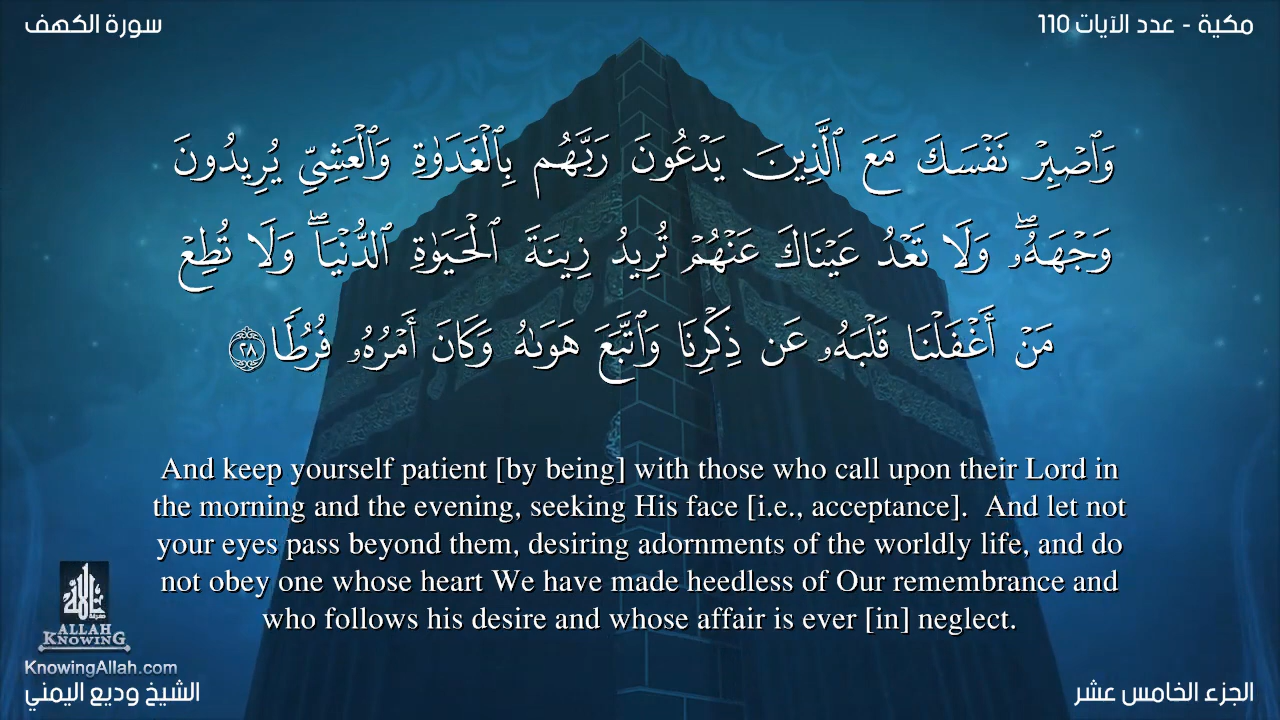 مكية - عدد الآيات 110
سورة الكهف
وَٱصۡبِرۡ نَفۡسَكَ مَعَ ٱلَّذِينَ يَدۡعُونَ رَبَّهُم بِٱلۡغَدَوٰةِ وَٱلۡعَشِيِّ يُرِيدُونَ
وَجۡهَهُۥۖ وَلَا تَعۡدُ عَيۡنَاكَ عَنۡهُمۡ تُرِيدُ زِينَةَ ٱلۡحَيَوٰةِ ٱلدُّنۡيَاۖ وَلَا تُطِعۡ
مَنۡ أَغۡفَلۡنَا قَلۡبَهُۥ عَن ذِكۡرِنَا وَٱتَّبَعَ هَوَىٰهُ وَكَانَ أَمۡرُهُۥ فُرُطٗا ٢٨
And keep yourself patient [by being] with those who call upon their Lord in
the morning and the evening, seeking His face [i.e., acceptance].  And let not
your eyes pass beyond them, desiring adornments of the worldly life, and do
not obey one whose heart We have made heedless of Our remembrance and
who follows his desire and whose affair is ever [in] neglect.
ALLAH
KNOWING
KnowingAllah.com
الشيخ وديع اليمني
الجزء الخامس عشر